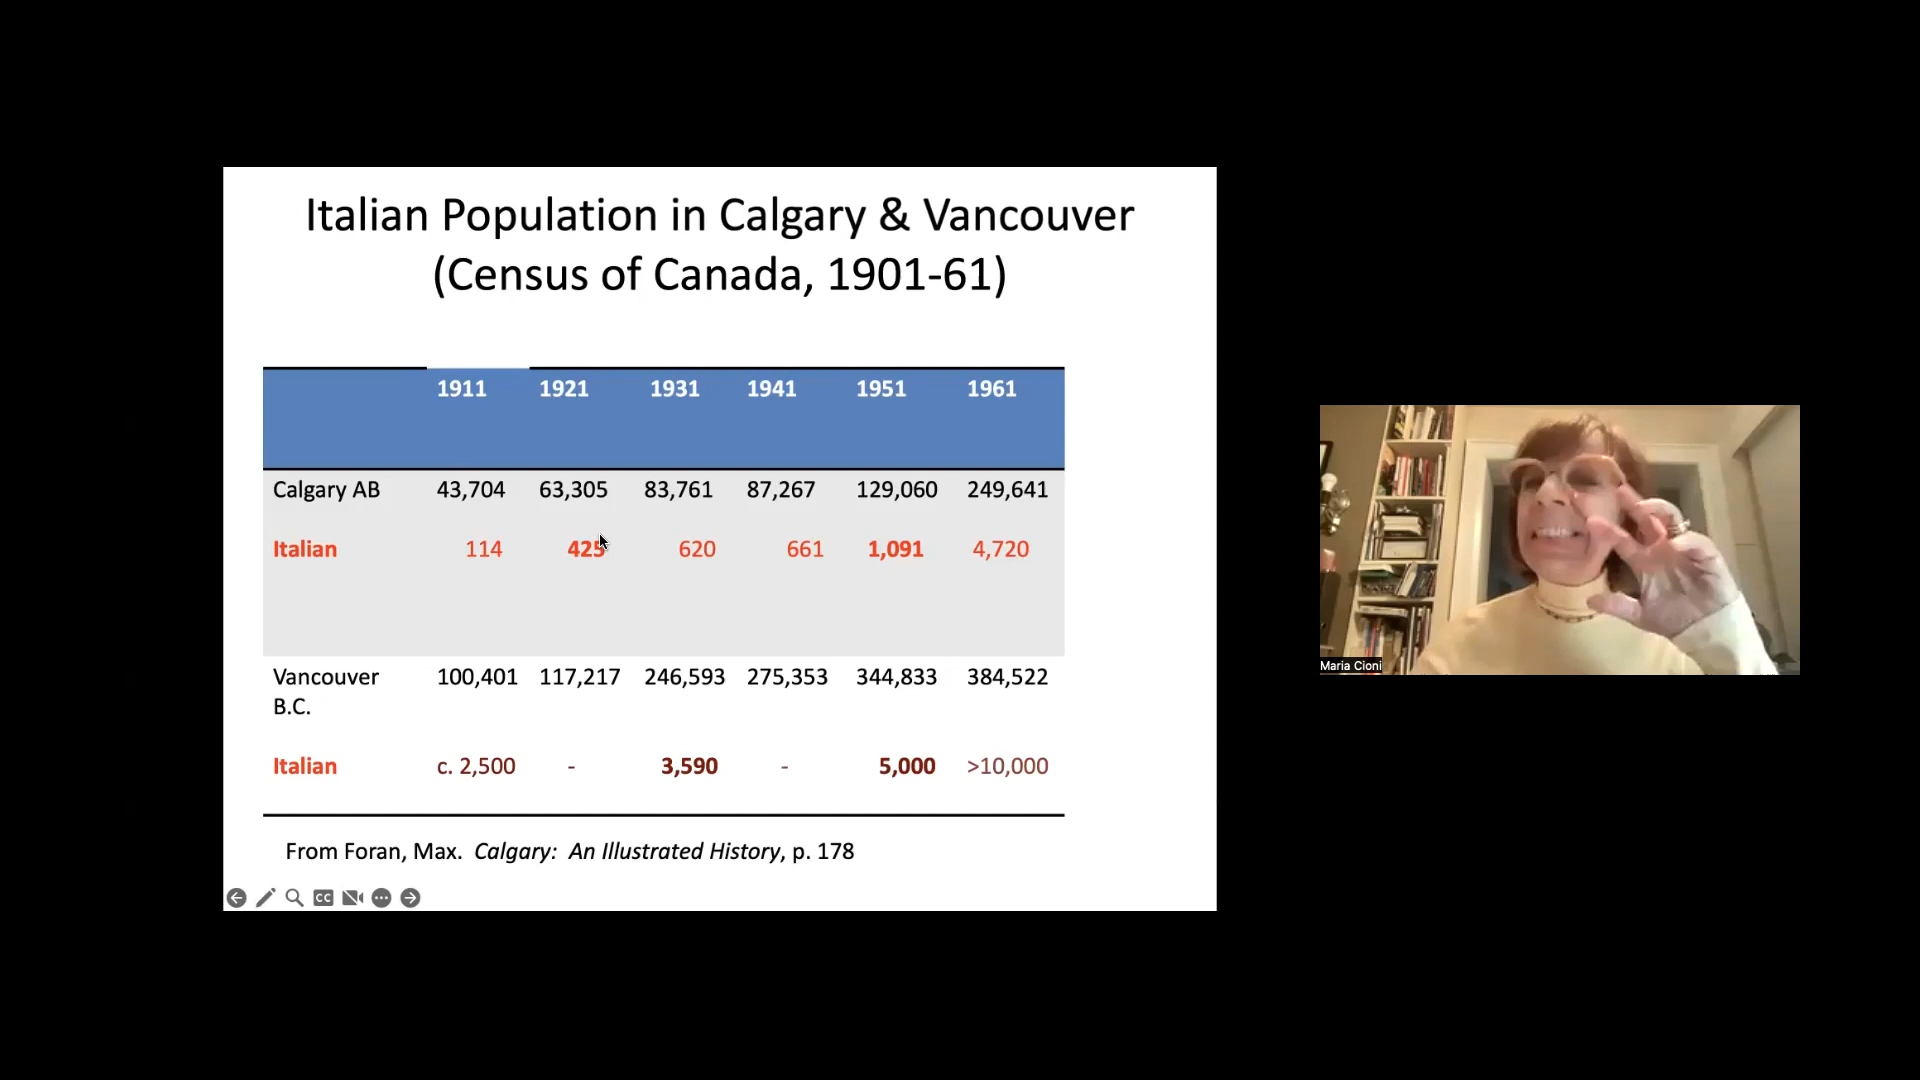 Italian Population in Calgary & Vancouver
(Census of Canada, 1901-61)
1911 1921 1931 1941 1951 1961
Calgary AB 43,704 63,305 83,761 87,267 129,060 249,641
Italian 114 425 620 661 1,091 4,720
Vancouver 100,401 117,217 246,593 275,353 344,833 384,522
B.C.
Italian c. 2,500 - 3,590 - 5,000 >10,000
From Foran, Max. Calgary: An Illustrated History, p. 178
CC
Maria Cioni